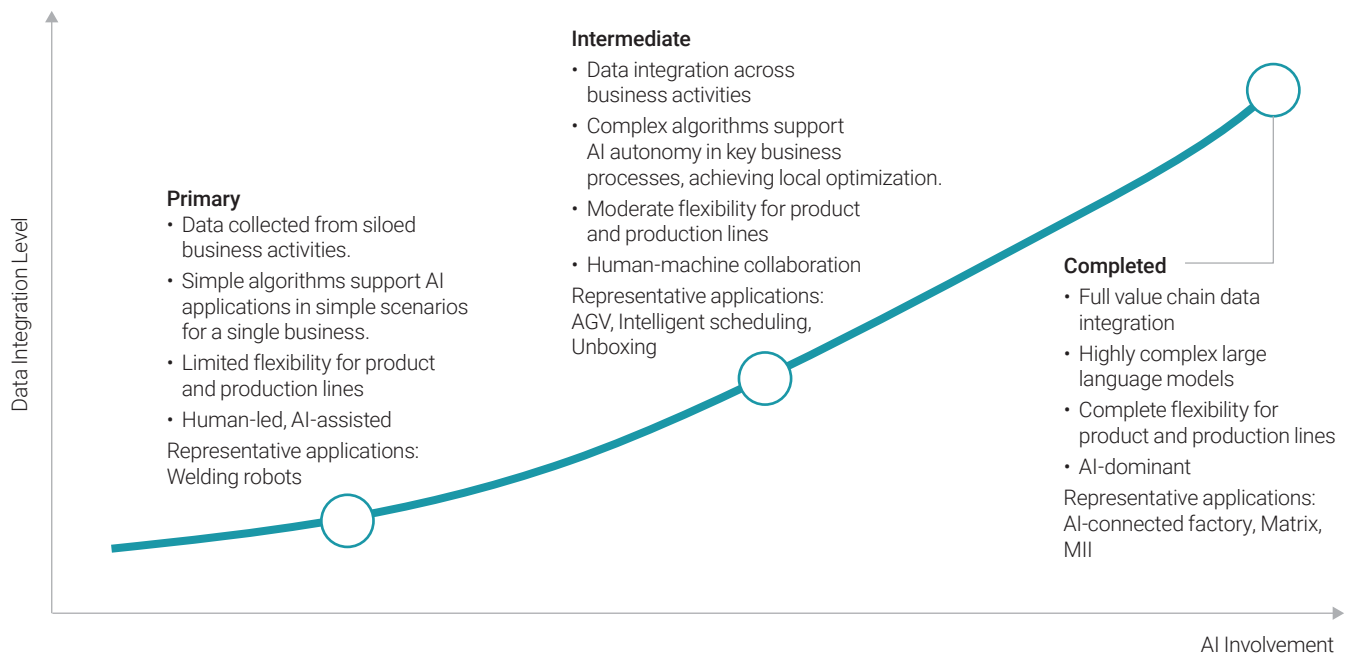 Data Integration Level
Primary
• Data collected from siloed
business activities.
• Simple algorithms support AI
applications in simple scenarios
for a single business.
• Limited flexibility for product
and production lines
• Human-led, AI-assisted
Representative applications:
Welding robots
Intermediate
• Data integration across
business activities
• Complex algorithms support
AI autonomy in key business
processes, achieving local optimization.
• Moderate flexibility for product
and production lines
• Human-machine collaboration
Representative applications:
AGV, Intelligent scheduling,
Unboxing
Completed
• Full value chain data
integration
• Highly complex large
language models
• Complete flexibility for
product and production lines
• AI-dominant
Representative applications:
AI-connected factory, Matrix,
MII
AI Involvement